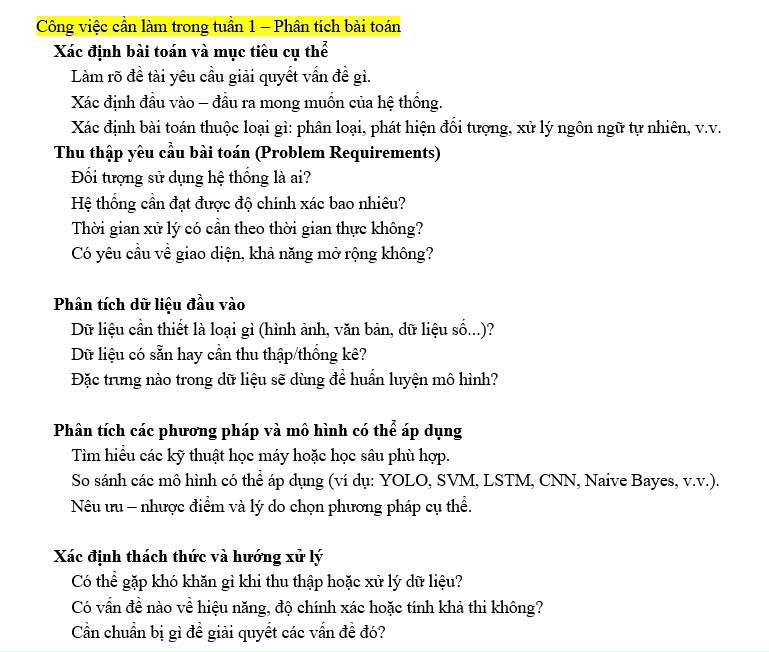 Công việc cần làm trong tuần 1 – Phân tích bài toán
Xác định bài toán và mục tiêu cụ thể
Làm rõ đề tài yêu cầu giải quyết vấn đề gì.
Xác định đầu vào – đầu ra mong muốn của hệ thống.
Xác định bài toán thuộc loại gì: phân loại, phát hiện đối tượng, xử lý ngôn ngữ tự nhiên, v.v.
Thu thập yêu cầu bài toán (Problem Requirements)
Đối tượng sử dụng hệ thống là ai?
Hệ thống cần đạt được độ chính xác bao nhiêu?
Thời gian xử lý có cần theo thời gian thực không?
Có yêu cầu về giao diện, khả năng mở rộng không?
Phân tích dữ liệu đầu vào
Dữ liệu cần thiết là loại gì (hình ảnh, văn bản, dữ liệu số...)?
Dữ liệu có sẵn hay cần thu thập/thống kê?
Đặc trưng nào trong dữ liệu sẽ dùng để huấn luyện mô hình?
Phân tích các phương pháp và mô hình có thể áp dụng
Tìm hiểu các kỹ thuật học máy hoặc học sâu phù hợp.
So sánh các mô hình có thể áp dụng (ví dụ: YOLO, SVM, LSTM, CNN, Naive Bayes, v.v.).
Nêu ưu – nhược điểm và lý do chọn phương pháp cụ thể.
Xác định thách thức và hướng xử lý
Có thể gặp khó khăn gì khi thu thập hoặc xử lý dữ liệu?
Có vấn đề nào về hiệu năng, độ chính xác hoặc tính khả thi không?
Cần chuẩn bị gì để giải quyết các vấn đề đó?